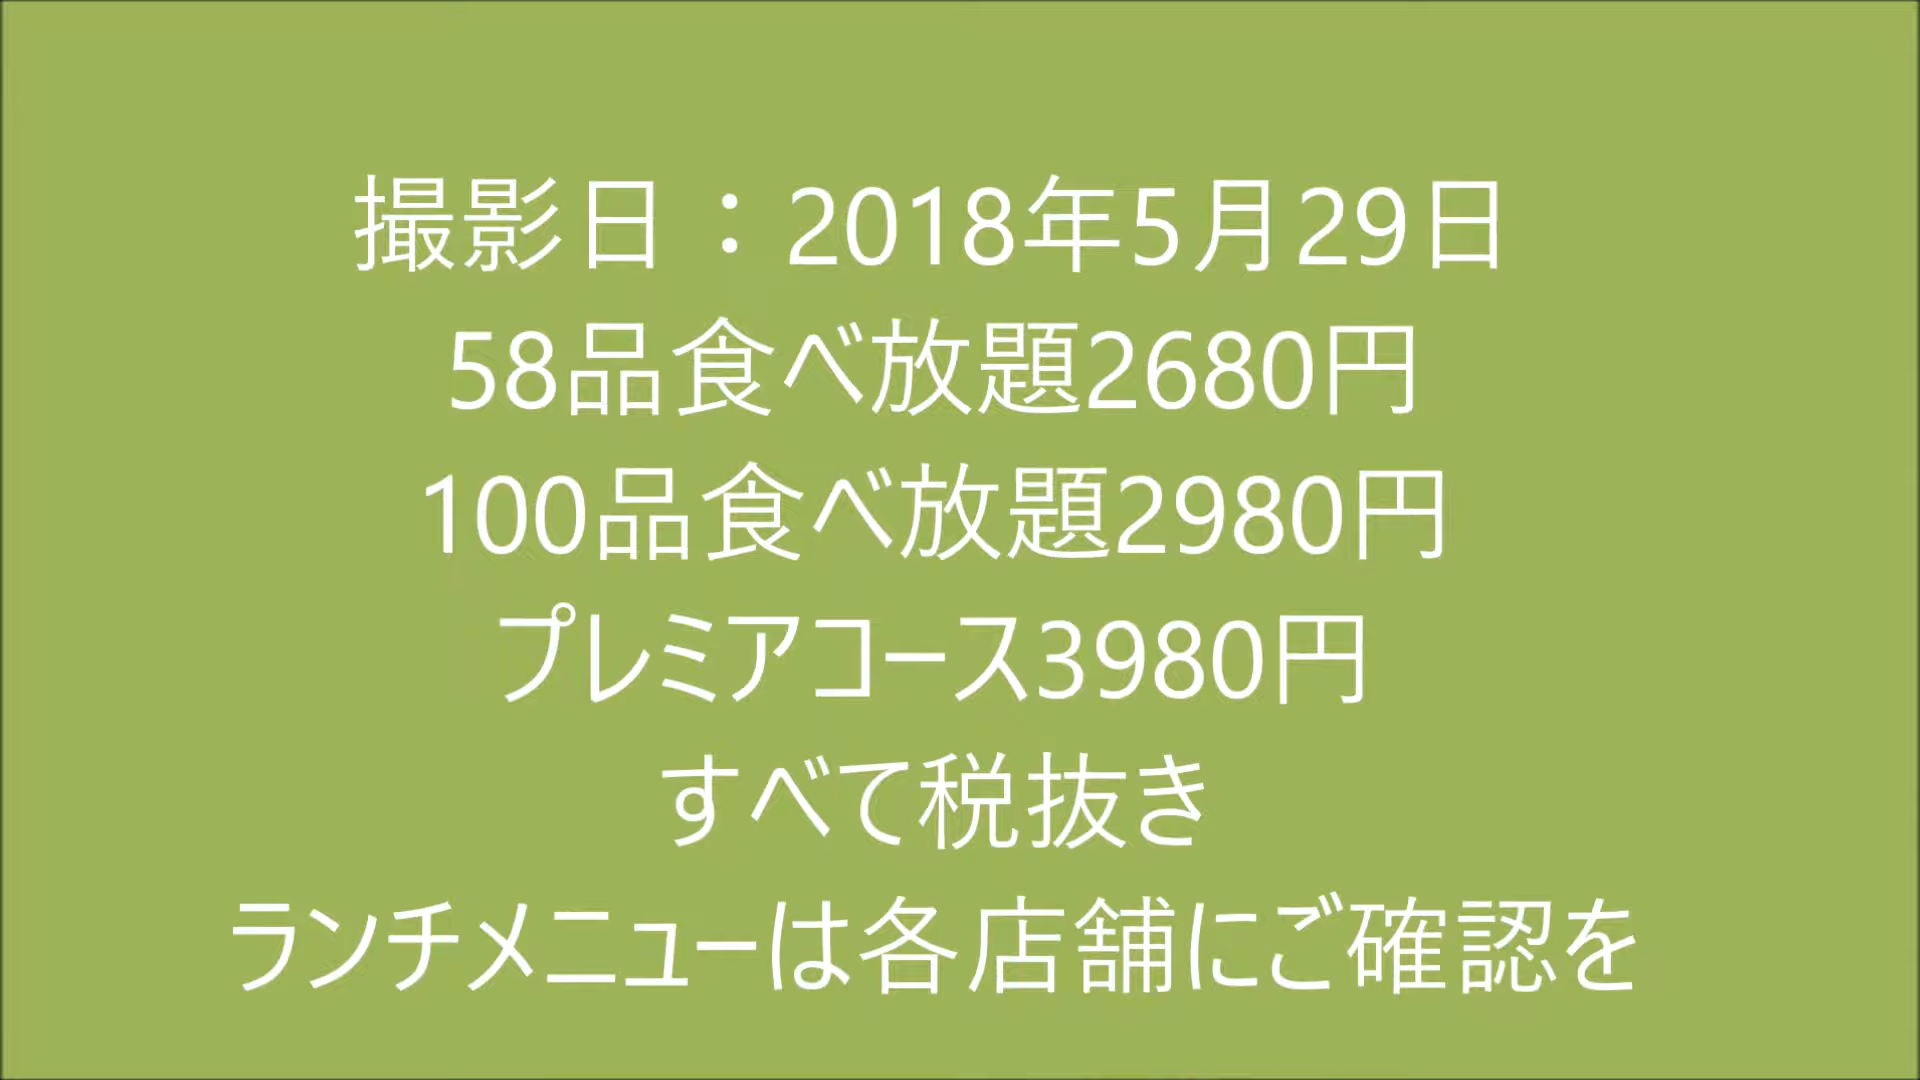 撮影日：2018年5月29日
58品食べ放題2680円
100品食べ放題2980円
プレミアコース3980円
すべて税抜き
ランチメニューは各店舗にご確認を